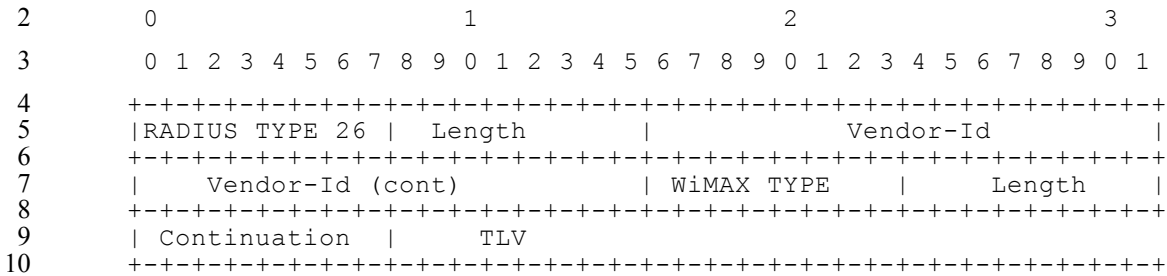 2 0 1 2 3
3 0 1 2 3 4 5 6 7 8 9 0 1 2 3 4 5 6 7 8 9 0 1 2 3 4 5 6 7 8 9 0 1
4 +-+-+-+-+-+-+-+-+-+-+-+-+-+-+-+-+-+-+-+-+-+-+-+-+-+-+-+-+-+-+-+-+
5 |RADIUS TYPE 26 | Length | Vendor-Id |
6 +-+-+-+-+-+-+-+-+-+-+-+-+-+-+-+-+-+-+-+-+-+-+-+-+-+-+-+-+-+-+-+-+
7 | Vendor-Id (cont) | WiMAX TYPE | Length |
8 +-+-+-+-+-+-+-+-+-+-+-+-+-+-+-+-+-+-+-+-+-+-+-+-+-+-+-+-+-+-+-+-+
9 | Continuation | TLV
10 +-+-+-+-+-+-+-+-+-+-+-+-+-+-+-+-+-+-+-+-+-+-+-+-+-+-+-+-+-+-+-+-+